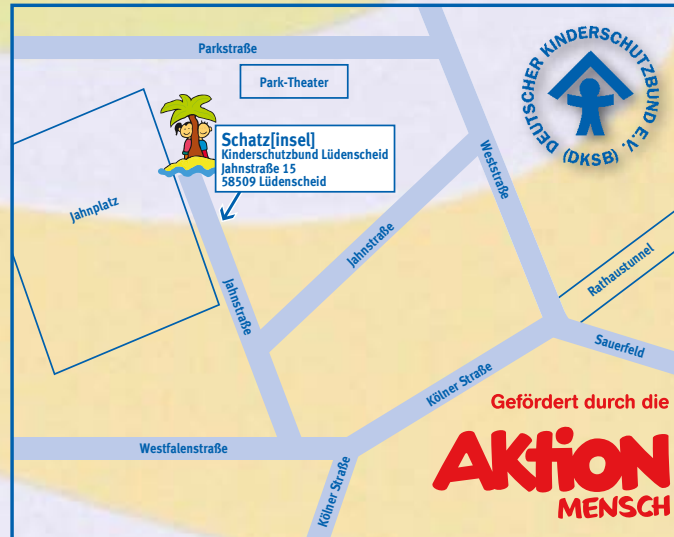 Parkstraße
Park-Theater
DEUTSCHER KINDERSCHUTZBUND E.V.
(DKSB)
Schatz[insel]
Kinderschutzbund Lüdenscheid
Jahnstraße 15
58509 Lüdenscheid
Weststraße
Jahnplatz
Jahnstraße
Jahnstraße
Rathaustunnel
Sauerfeld
Kölner Straße
Gefördert durch die
AKtion
MENSCH
Westfalenstraße
Kölner Straße